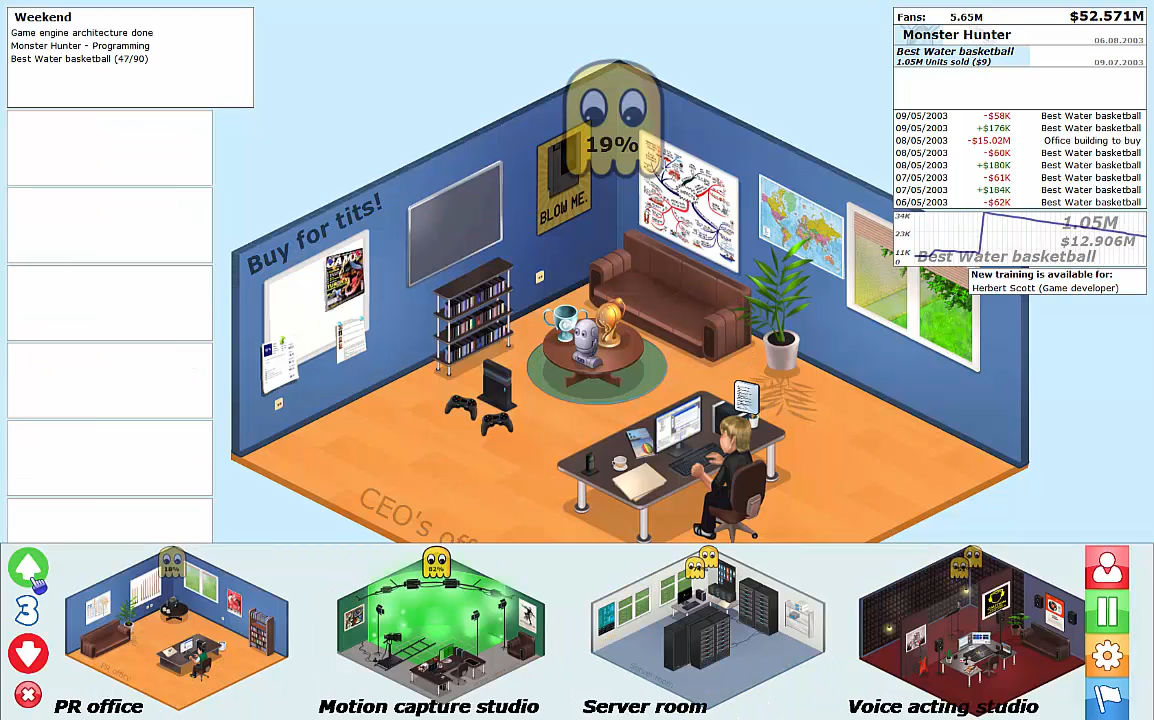 Weekend
Game engine architecture done
Monster Hunter - Programming
Best Water basketball (47/90)
Fans: 5.65M $52.571M
Monster Hunter 06.08.2003
Best Water basketball
1.05M Units sold ($9) 09.07.2003
09/05/2003 -$58K Best Water basketball
09/05/2003 +$176K Best Water basketball
08/05/2003 -$15.02M Office building to buy
08/05/2003 -$60K Best Water basketball
08/05/2003 +$180K Best Water basketball
07/05/2003 -$61K Best Water basketball
07/05/2003 +$184K Best Water basketball
06/05/2003 -$62K Best Water basketball
34K
23K
11K
0
1.05M
$12.906M
Best Water basketball
New training is available for:
Herbert Scott (Game developer)
19%
BLOW ME.
Buy for tits!
CEO's off
3
18%
PR office
PR office
82%
Motion capture studio
Server room
Server room
Voice acting studio